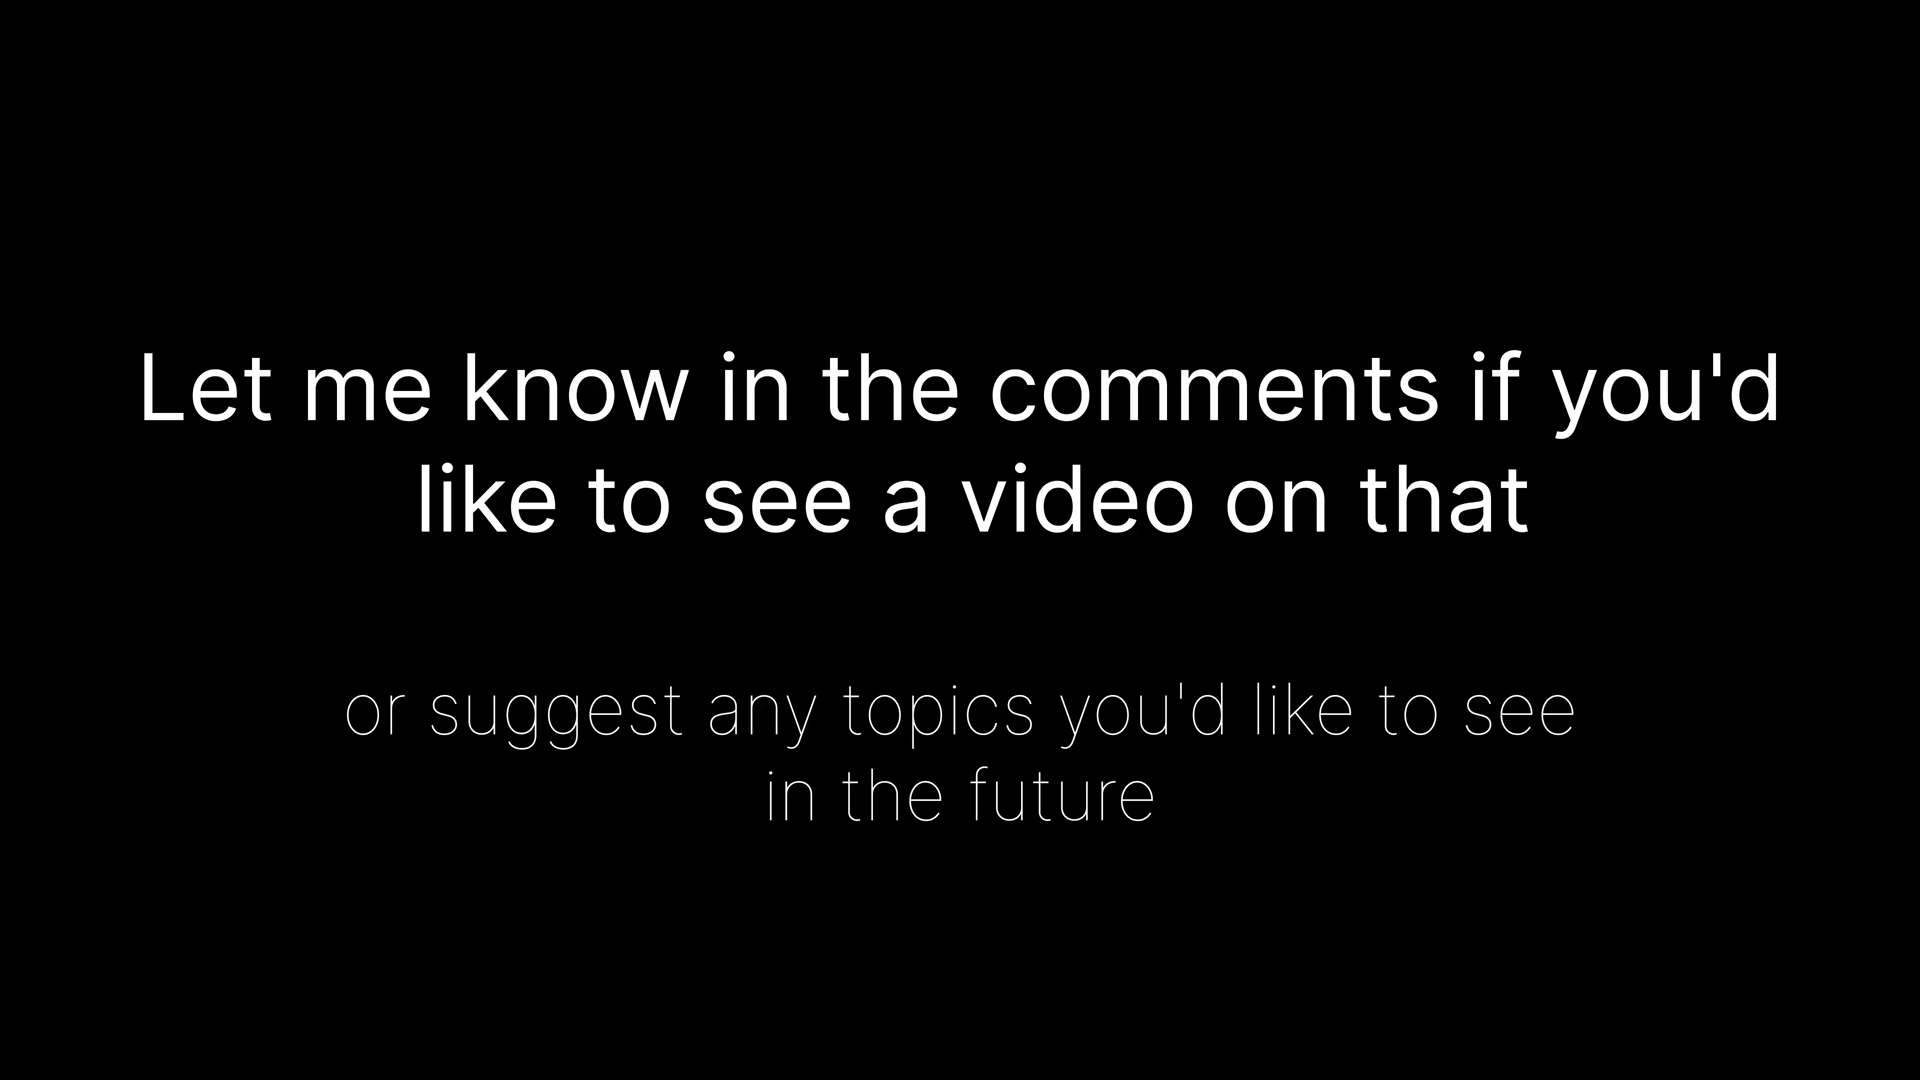 Let me know in the comments if you'd
like to see a video on that
or suggest any topics you'd like to see
in the future